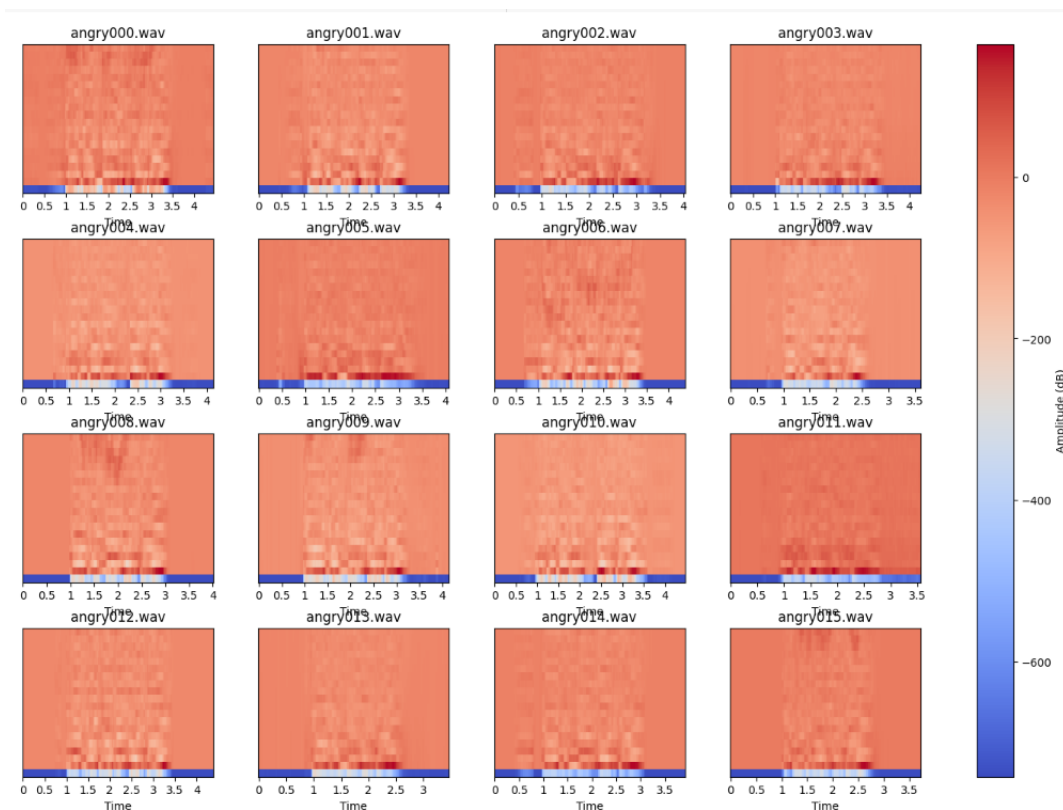 angry000.wav angry001.wav angry002.wav angry003.wav
0 0.5 1 1.5 2 2.5 3 3.5 4 0 0.5 1 1.5 2 2.5 3 3.5 4 0 0.5 1 1.5 2 2.5 3 3.5 4 0 0.5 1 1.5 2 2.5 3 3.5 4
Time Time Time Time
angry004.wav angry005.wav angry006.wav angry007.wav
0 0.5 1 1.5 2 2.5 3 3.5 4 0 0.5 1 1.5 2 2.5 3 3.5 4 0 0.5 1 1.5 2 2.5 3 3.5 4 0 0.5 1 1.5 2 2.5 3 3.5
Time Time Time Time
angry008.wav angry009.wav angry010.wav angry011.wav
0 0.5 1 1.5 2 2.5 3 3.5 4 0 0.5 1 1.5 2 2.5 3 3.5 4 0 0.5 1 1.5 2 2.5 3 3.5 4 0 0.5 1 1.5 2 2.5 3 3.5
Time Time Time Time
angry012.wav angry013.wav angry014.wav angry015.wav
0 0.5 1 1.5 2 2.5 3 3.5 4 0 0.5 1 1.5 2 2.5 3 0 0.5 1 1.5 2 2.5 3 3.5 0 0.5 1 1.5 2 2.5 3 3.5
Time Time Time Time
0
−200
−400
−600
Amplitude (dB)